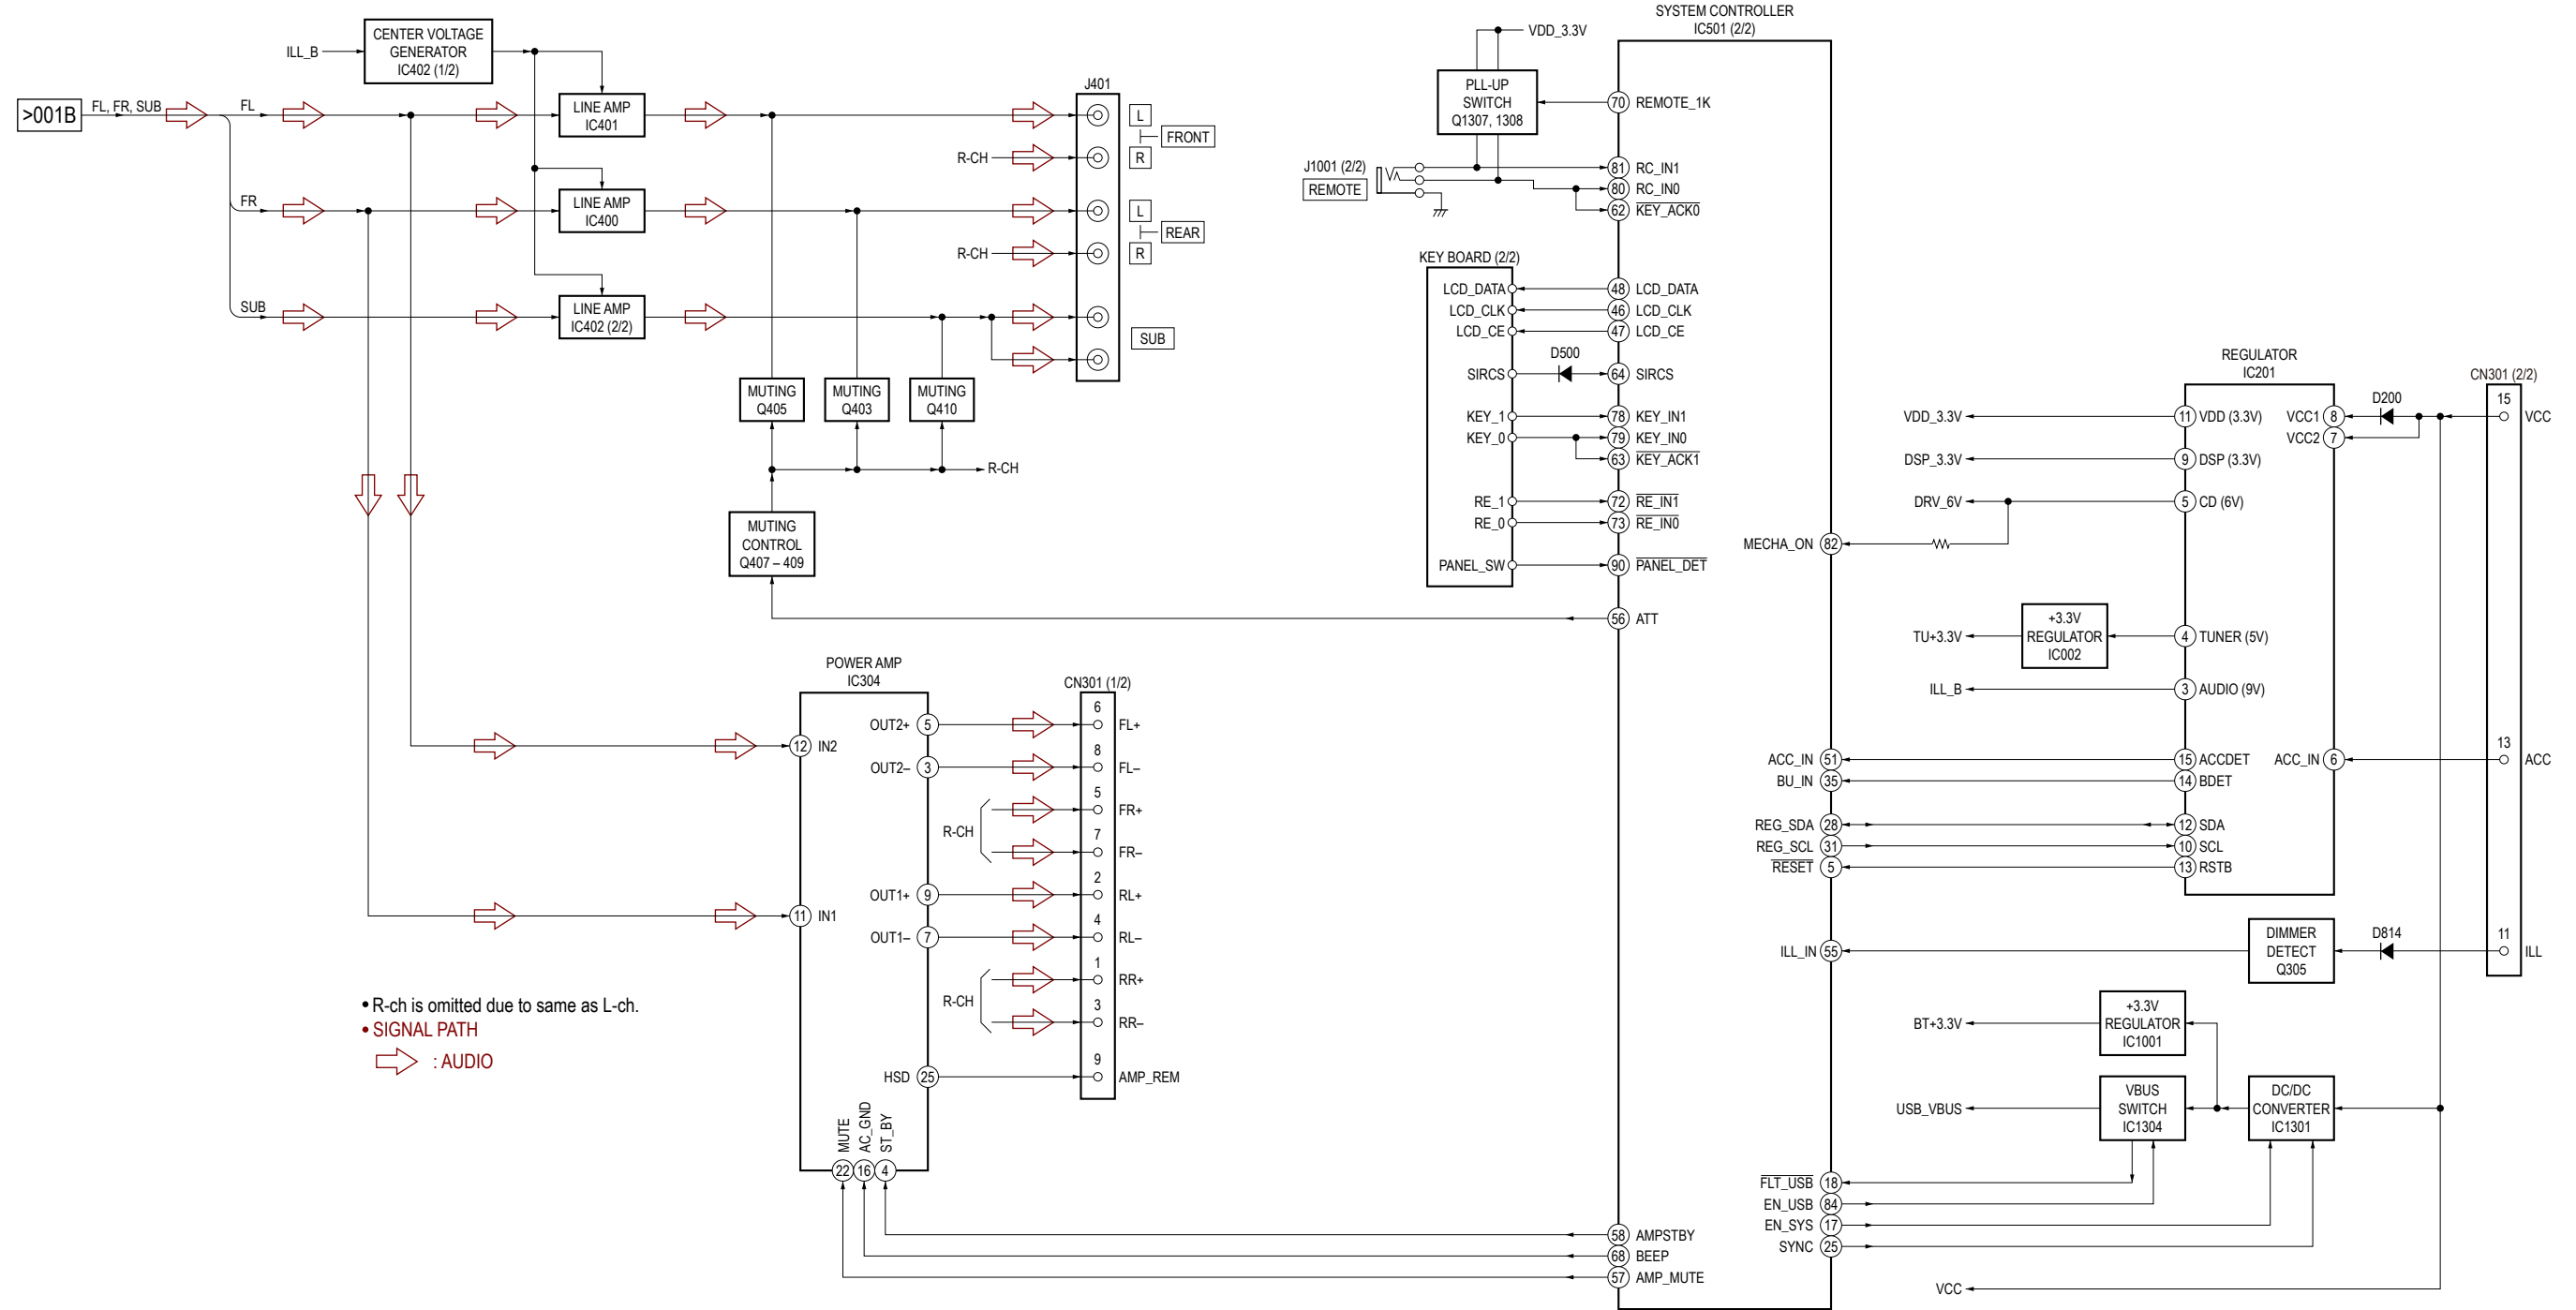 SYSTEM CONTROLLER
IC501 (2/2)
CENTER VOLTAGE
GENERATOR
IC402 (1/2)
ILL_B
>001B
FL, FR, SUB
FL
FR
SUB
LINE AMP
IC401
LINE AMP
IC400
LINE AMP
IC402 (2/2)
J401
L
FRONT
R-CH
R
L
REAR
R-CH
R
SUB
MUTING
Q405
MUTING
Q403
MUTING
Q410
R-CH
MUTING
CONTROL
Q407 – 409
VDD_3.3V
PLL-UP
SWITCH
Q1307, 1308
70 REMOTE_1K
J1001 (2/2)
REMOTE
81 RC_IN1
80 RC_IN0
62 KEY_ACK0
KEY BOARD (2/2)
LCD_DATA 48 LCD_DATA
LCD_CLK 46 LCD_CLK
LCD_CE 47 LCD_CE
D500
SIRCS 64 SIRCS
KEY_1 78 KEY_IN1
KEY_0 79 KEY_IN0
63 KEY_ACK1
RE_1 72 RE_IN1
RE_0 73 RE_IN0
PANEL_SW 90 PANEL_DET
56 ATT
MECHA_ON 82
REGULATOR
IC201
CN301 (2/2)
VDD_3.3V 11 VDD (3.3V)
VCC1 8
D200
15
VCC
VCC2 7
DSP_3.3V 9 DSP (3.3V)
DRV_6V 5 CD (6V)
+3.3V
REGULATOR
IC002
TU+3.3V
4 TUNER (5V)
ILL_B 3 AUDIO (9V)
ACC_IN 51 15 ACCDET
ACC_IN 6
13
ACC
BU_IN 35 14 BDET
REG_SDA 28 12 SDA
REG_SCL 31 10 SCL
RESET 5 13 RSTB
ILL_IN 55
DIMMER
DETECT
Q305
D814
11
ILL
+3.3V
REGULATOR
IC1001
BT+3.3V
VBUS
SWITCH
IC1304
USB_VBUS
DC/DC
CONVERTER
IC1301
FLT_USB 18
EN_USB 84
EN_SYS 17
SYNC 25
VCC
POWER AMP
IC304
CN301 (1/2)
12 IN2
11 IN1
OUT2+ 5
6
FL+
OUT2– 3
8
FL–
5
FR+
R-CH
7
FR–
OUT1+ 9
2
RL+
OUT1– 7
4
RL–
1
RR+
R-CH
3
RR–
HSD 25
9
AMP_REM
MUTE
AC_GND
ST_BY
22 16 4
58 AMPSTBY
68 BEEP
57 AMP_MUTE
• R-ch is omitted due to same as L-ch.
• SIGNAL PATH
: AUDIO